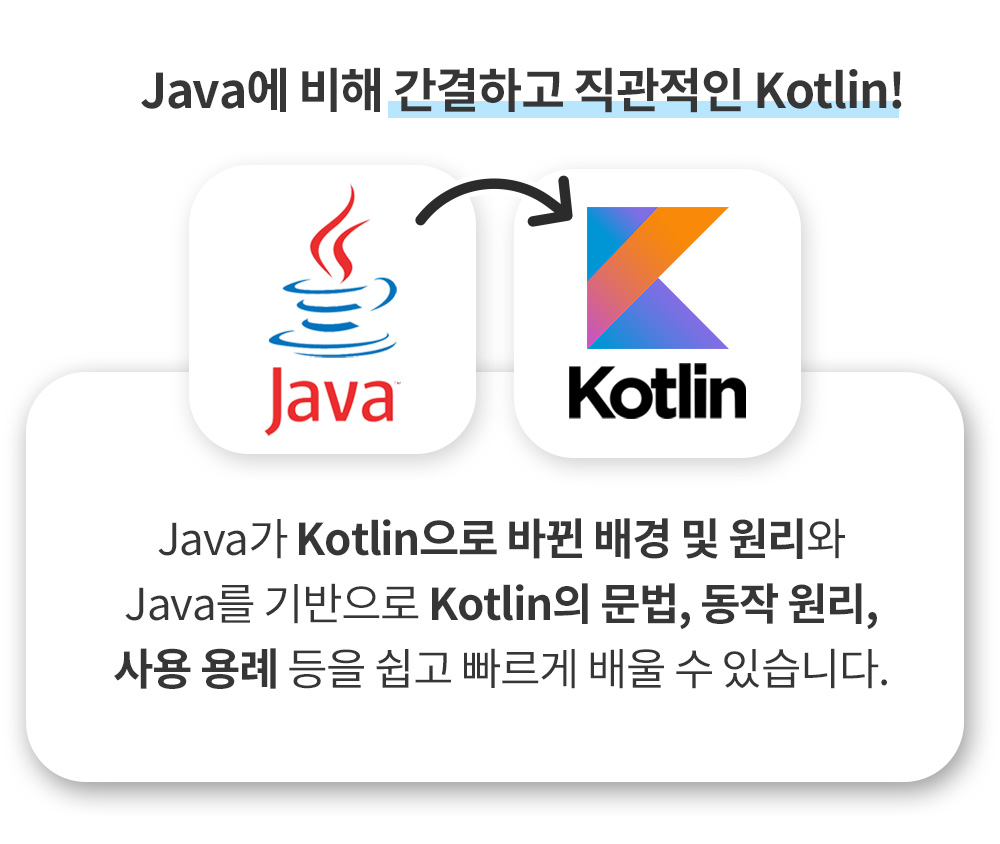 Java에 비해 간결하고 직관적인 Kotlin!
Java™
Kotlin
Java가 Kotlin으로 바뀐 배경 및 원리와
Java를 기반으로 Kotlin의 문법, 동작 원리,
사용 용례 등을 쉽고 빠르게 배울 수 있습니다.